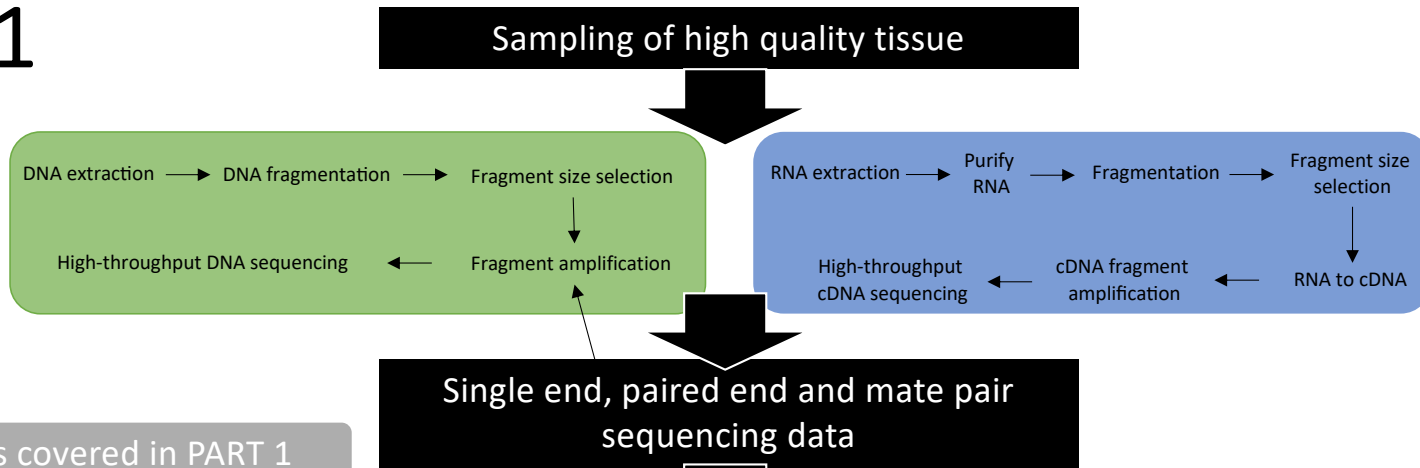 1
Sampling of high quality tissue
DNA extraction
DNA fragmentation
Fragment size selection
High-throughput DNA sequencing
Fragment amplification
RNA extraction
Purify
RNA
Fragmentation
Fragment size
selection
High-throughput
cDNA sequencing
cDNA fragment
amplification
RNA to cDNA
Single end, paired end and mate pair
sequencing data
s covered in PART 1